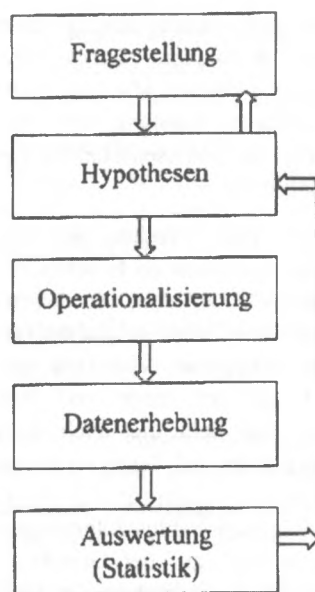 Fragestellung
Hypothesen
Operationalisierung
Datenerhebung
Auswertung
(Statistik)